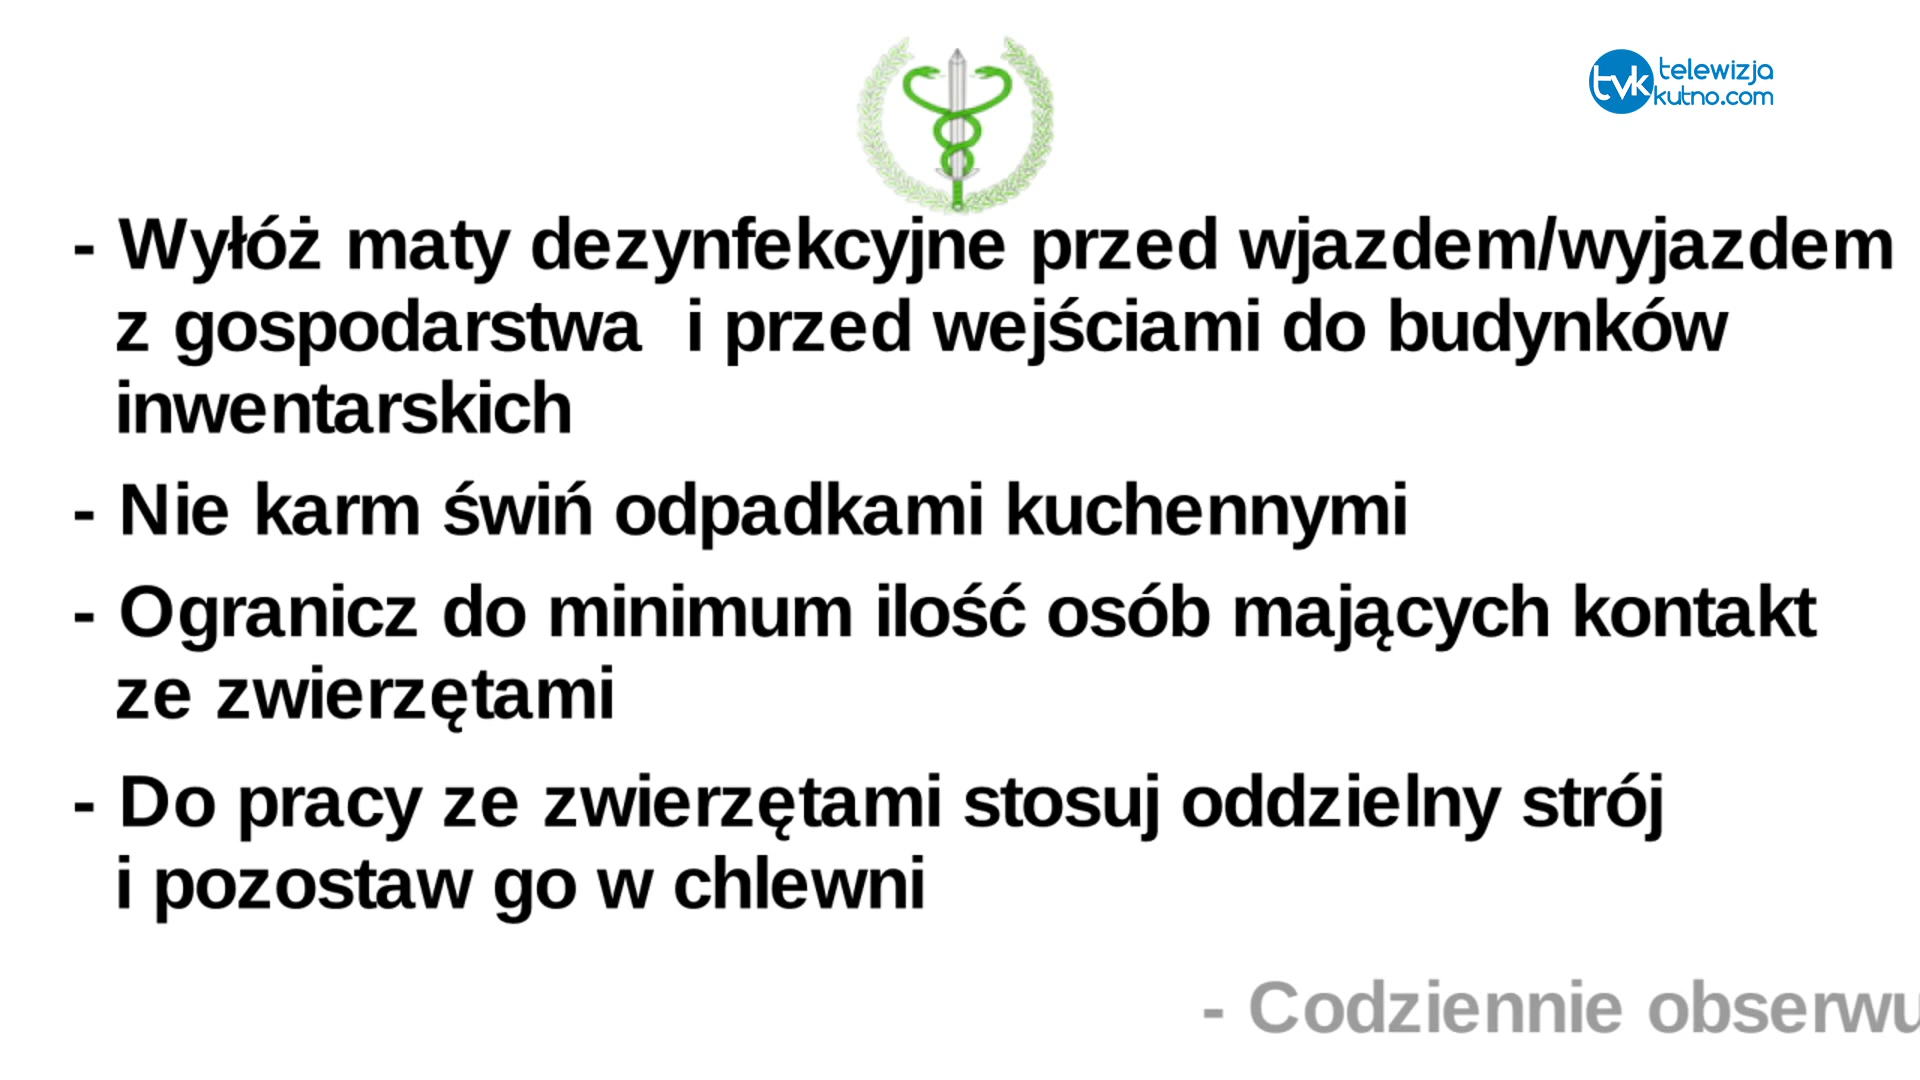 tvk telewizja
kutno.com
- Wyłóż maty dezynfekcyjne przed wjazdem/wyjazdem
z gospodarstwa i przed wejściami do budynków
inwentarskich
- Nie karm świń odpadkami kuchennymi
- Ogranicz do minimum ilość osób mających kontakt
ze zwierzętami
- Do pracy ze zwierzętami stosuj oddzielny strój
i pozostaw go w chlewni
- Codziennie obserwu